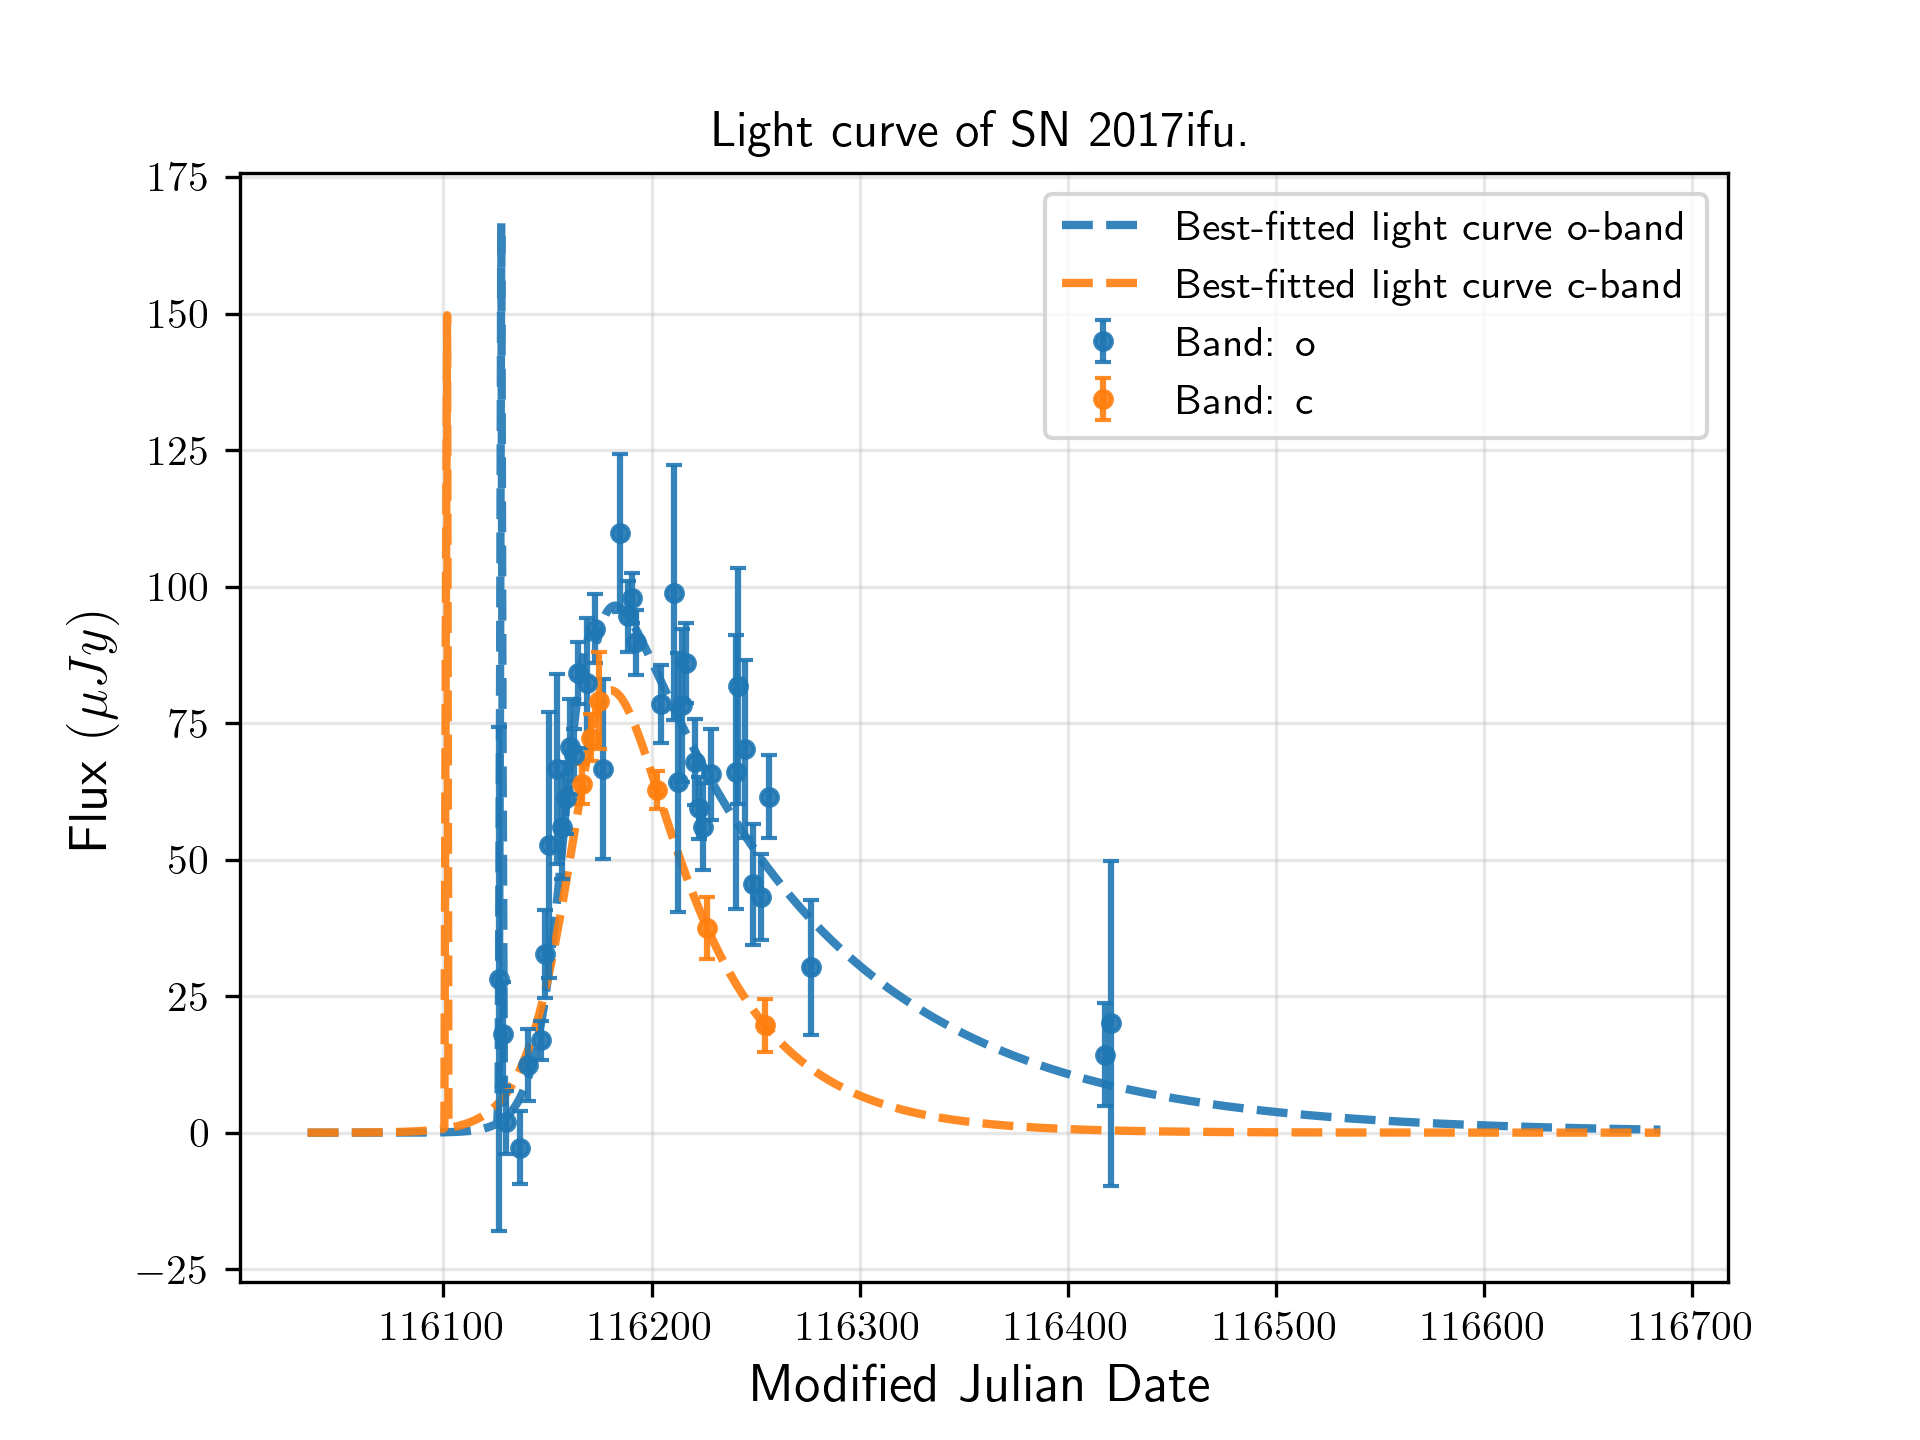 Light curve of SN 2017ifu.
175
150
125
100
75
50
25
0
−25
Flux (μJy)
Best-fitted light curve o-band
Best-fitted light curve c-band
Band: o
Band: c
116100 116200 116300 116400 116500 116600 116700
Modified Julian Date